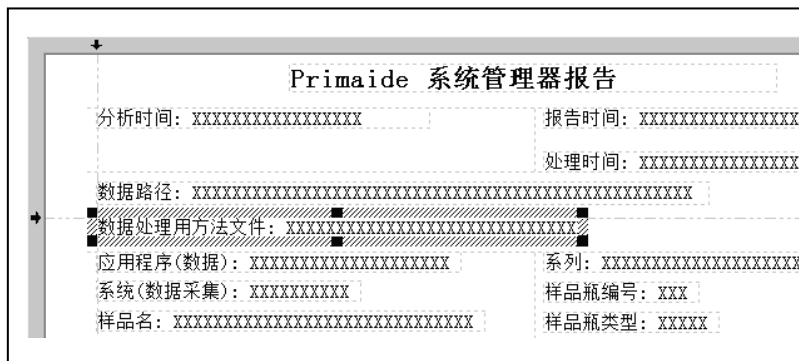 Primaide 系统管理器报告
分析时间: XXXXXXXXXXXXXXXXX 报告时间: XXXXXXXXXXXXXXXX
处理时间: XXXXXXXXXXXXXXXX
数据路径: XXXXXXXXXXXXXXXXXXXXXXXXXXXXXXXXXXXXXXXXXXXXXXXXXX
数据处理用方法文件: XXXXXXXXXXXXXXXXXXXXXXXXXXXXX
应用程序(数据): XXXXXXXXXXXXXXXXXXXX 系列: XXXXXXXXXXXXXXXXXXXX
系统(数据采集): XXXXXXXXXX 样品瓶编号: XXX
样品名: XXXXXXXXXXXXXXXXXXXXXXXXXXXXXX 样品瓶类型: XXXXX